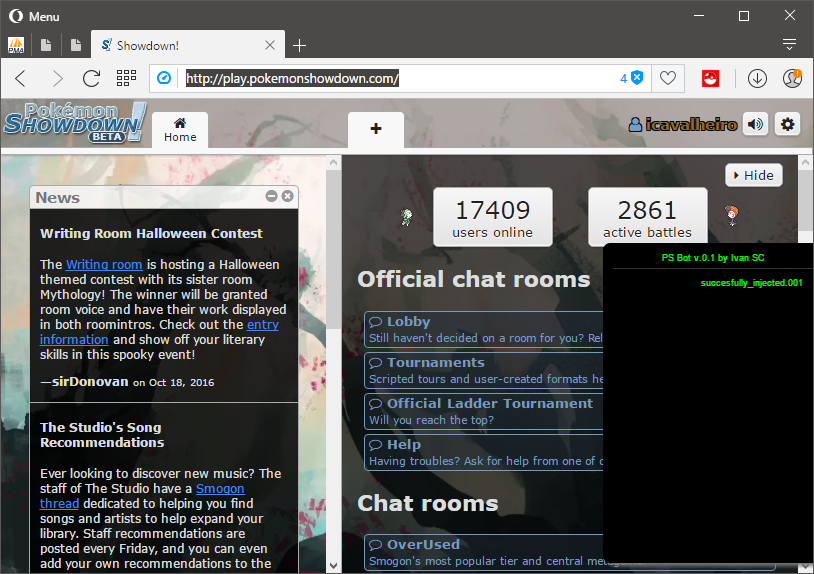 Menu
PMA
Showdown!
http://play.pokemonshowdown.com/
4
Pokémon
SHOWDOWN!
BETA
Home
icavalheiro
Hide
News
Writing Room Halloween Contest
The Writing room is hosting a Halloween
themed contest with its sister room
Mythology! The winner will be granted
room voice and have their work displayed
in both roomintros. Check out the entry
information and show off your literary
skills in this spooky event!
—sirDonovan on Oct 18, 2016
The Studio's Song
Recommendations
Ever looking to discover new music? The
staff of The Studio have a Smogon
thread dedicated to helping you find
songs and artists to help expand your
library. Staff recommendations are
posted every Friday, and you can even
add your own recommendations to the
17409
users online
2861
active battles
Official chat rooms
Lobby
Still haven't decided on a room for you? Rel
Tournaments
Scripted tours and user-created formats he
Official Ladder Tournament
Will you reach the top?
Help
Having troubles? Ask for help from one of o
Chat rooms
OverUsed
Smogon's most popular tier and central metagame
PS Bot v.0.1 by Ivan SC
succesfully_injected.001